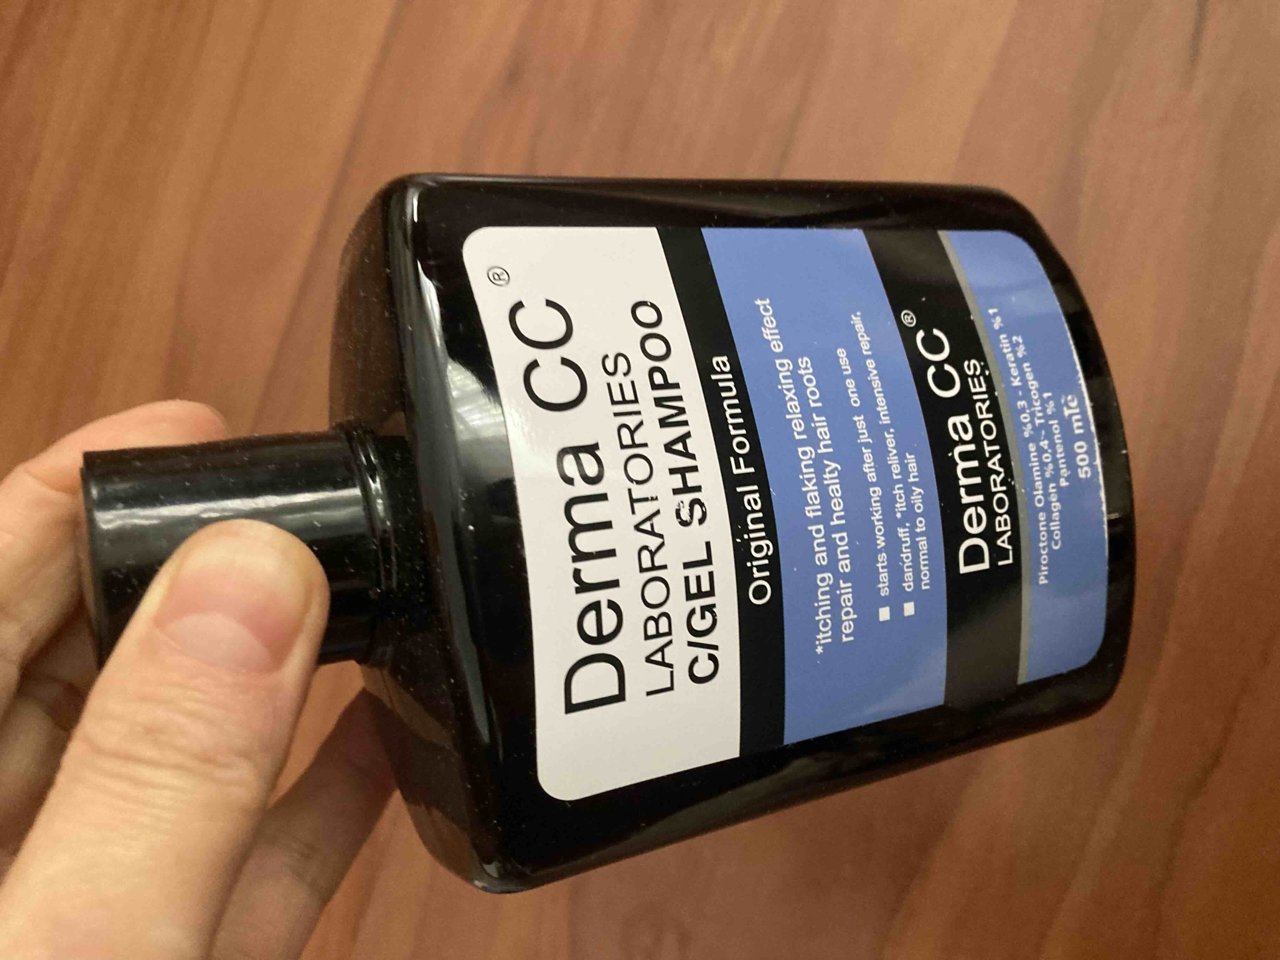 Derma CC®
LABORATORIES
C/GEL SHAMPOO
Original Formula
*itching and flaking relaxing effect
repair and healty hair roots
■ starts working after just one use
■ dandruff, *itch reliver, intensive repair,
normal to oily hair
Derma CC®
LABORATORIES
Piroctone Olamine %0,3 - Keratin %1
Collagen %0.4 - Tricogen %2
Pantenol %1
500 ml e